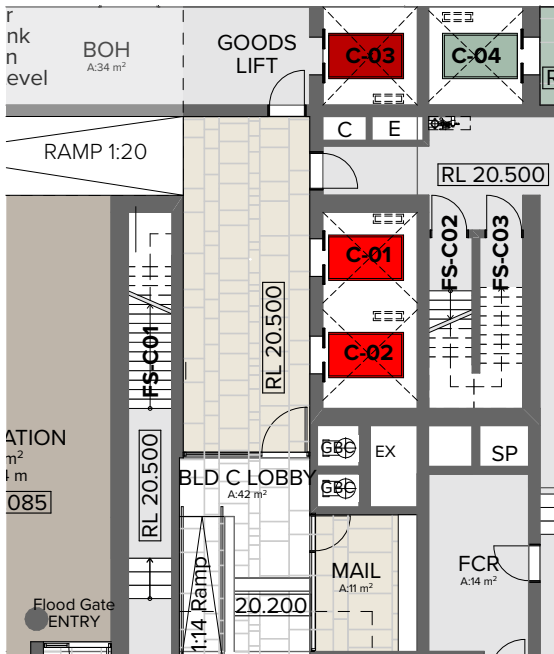 r
nk
n
evel
BOH
A:34 m²
GOODS
LIFT
C-03
C-04
R
C
E
RAMP 1:20
RL 20.500
C-01
FS-C02
FS-C03
C-02
RL 20.500
FS-C01
ATION
m²
4 m
085
RL 20.500
GBC
EX
SP
GBC
BLD C LOBBY
A:42 m²
MAIL
A:11 m²
FCR
A:14 m²
1:14 Ramp
20.200
Flood Gate
ENTRY